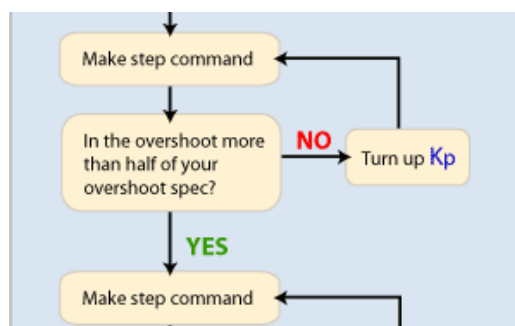 Make step command
In the overshoot more
than half of your
overshoot spec?
NO
Turn up Kp
YES
Make step command